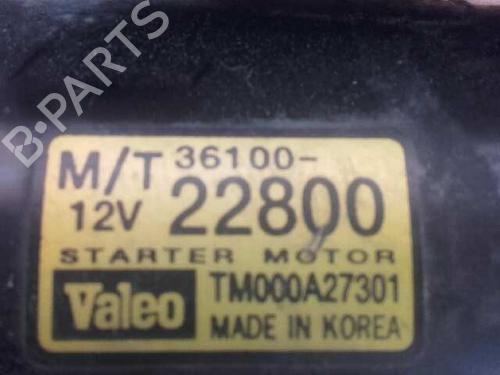 B-PARTS
M/T 36100-
12V 22800
STARTER MOTOR
Valeo TM000A27301
MADE IN KOREA